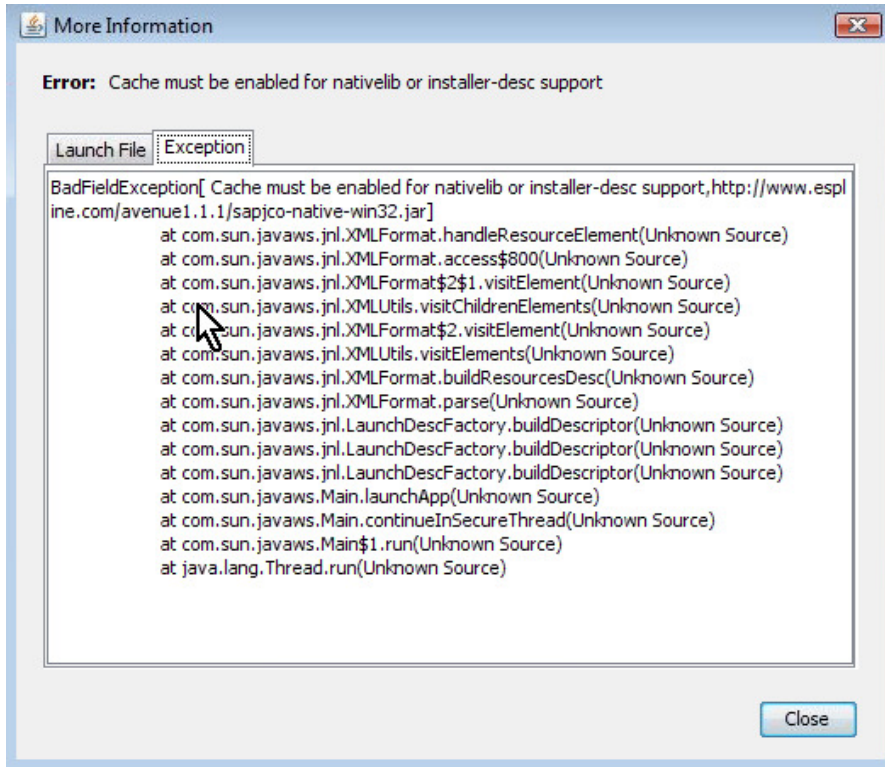 More Information
Error: Cache must be enabled for nativelib or installer-desc support
Launch File
Exception
BadFieldException[ Cache must be enabled for nativelib or installer-desc support,http://www.espl
ine.com/avenue1.1.1/sapjco-native-win32.jar]
at com.sun.javaws.jnl.XMLFormat.handleResourceElement(Unknown Source)
at com.sun.javaws.jnl.XMLFormat.access$800(Unknown Source)
at com.sun.javaws.jnl.XMLFormat$2$1.visitElement(Unknown Source)
at com.sun.javaws.jnl.XMLUtils.visitChildrenElements(Unknown Source)
at com.sun.javaws.jnl.XMLFormat$2.visitElement(Unknown Source)
at com.sun.javaws.jnl.XMLUtils.visitElements(Unknown Source)
at com.sun.javaws.jnl.XMLFormat.buildResourcesDesc(Unknown Source)
at com.sun.javaws.jnl.XMLFormat.parse(Unknown Source)
at com.sun.javaws.jnl.LaunchDescFactory.buildDescriptor(Unknown Source)
at com.sun.javaws.jnl.LaunchDescFactory.buildDescriptor(Unknown Source)
at com.sun.javaws.jnl.LaunchDescFactory.buildDescriptor(Unknown Source)
at com.sun.javaws.Main.launchApp(Unknown Source)
at com.sun.javaws.Main.continueInSecureThread(Unknown Source)
at com.sun.javaws.Main$1.run(Unknown Source)
at java.lang.Thread.run(Unknown Source)
Close